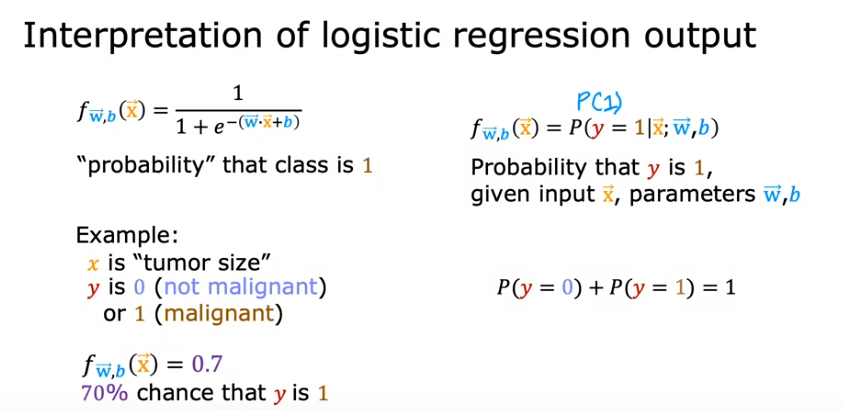 Interpretation of logistic regression output
f_{\vec{w},b}(\vec{x}) = \frac{1}{1 + e^{-(\vec{w}·\vec{x}+b)}}
"probability" that class is 1
Example:
x is "tumor size"
y is 0 (not malignant)
or 1 (malignant)
f_{\vec{w},b}(\vec{x}) = 0.7
70% chance that y is 1
P(1)
f_{\vec{w},b}(\vec{x}) = P(y = 1|\vec{x}; \vec{w},b)
Probability that y is 1,
given input \vec{x}, parameters \vec{w},b
P(y = 0) + P(y = 1) = 1